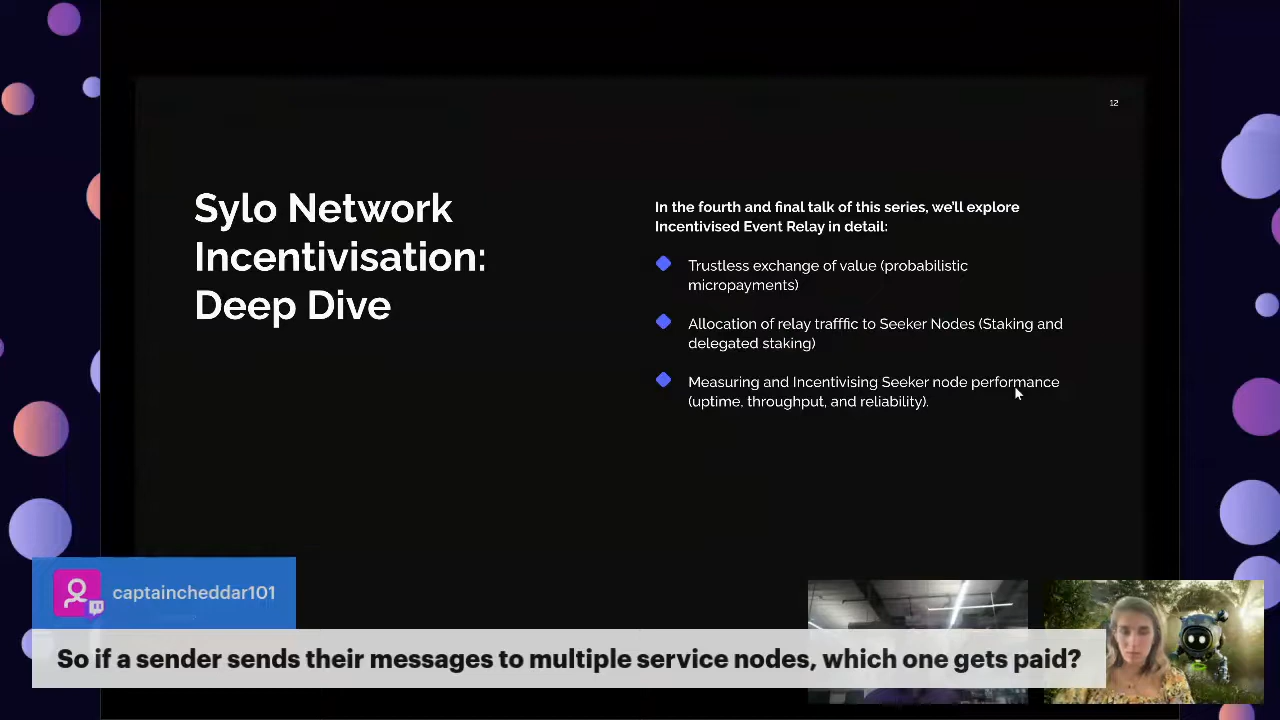 12
Sylo Network
Incentivisation:
Deep Dive
In the fourth and final talk of this series, we'll explore
Incentivised Event Relay in detail:
Trustless exchange of value (probabilistic
micropayments)
Allocation of relay trafffic to Seeker Nodes (Staking and
delegated staking)
Measuring and Incentivising Seeker node performance
(uptime, throughput, and reliability).
captaincheddar101
So if a sender sends their messages to multiple service nodes, which one gets paid?